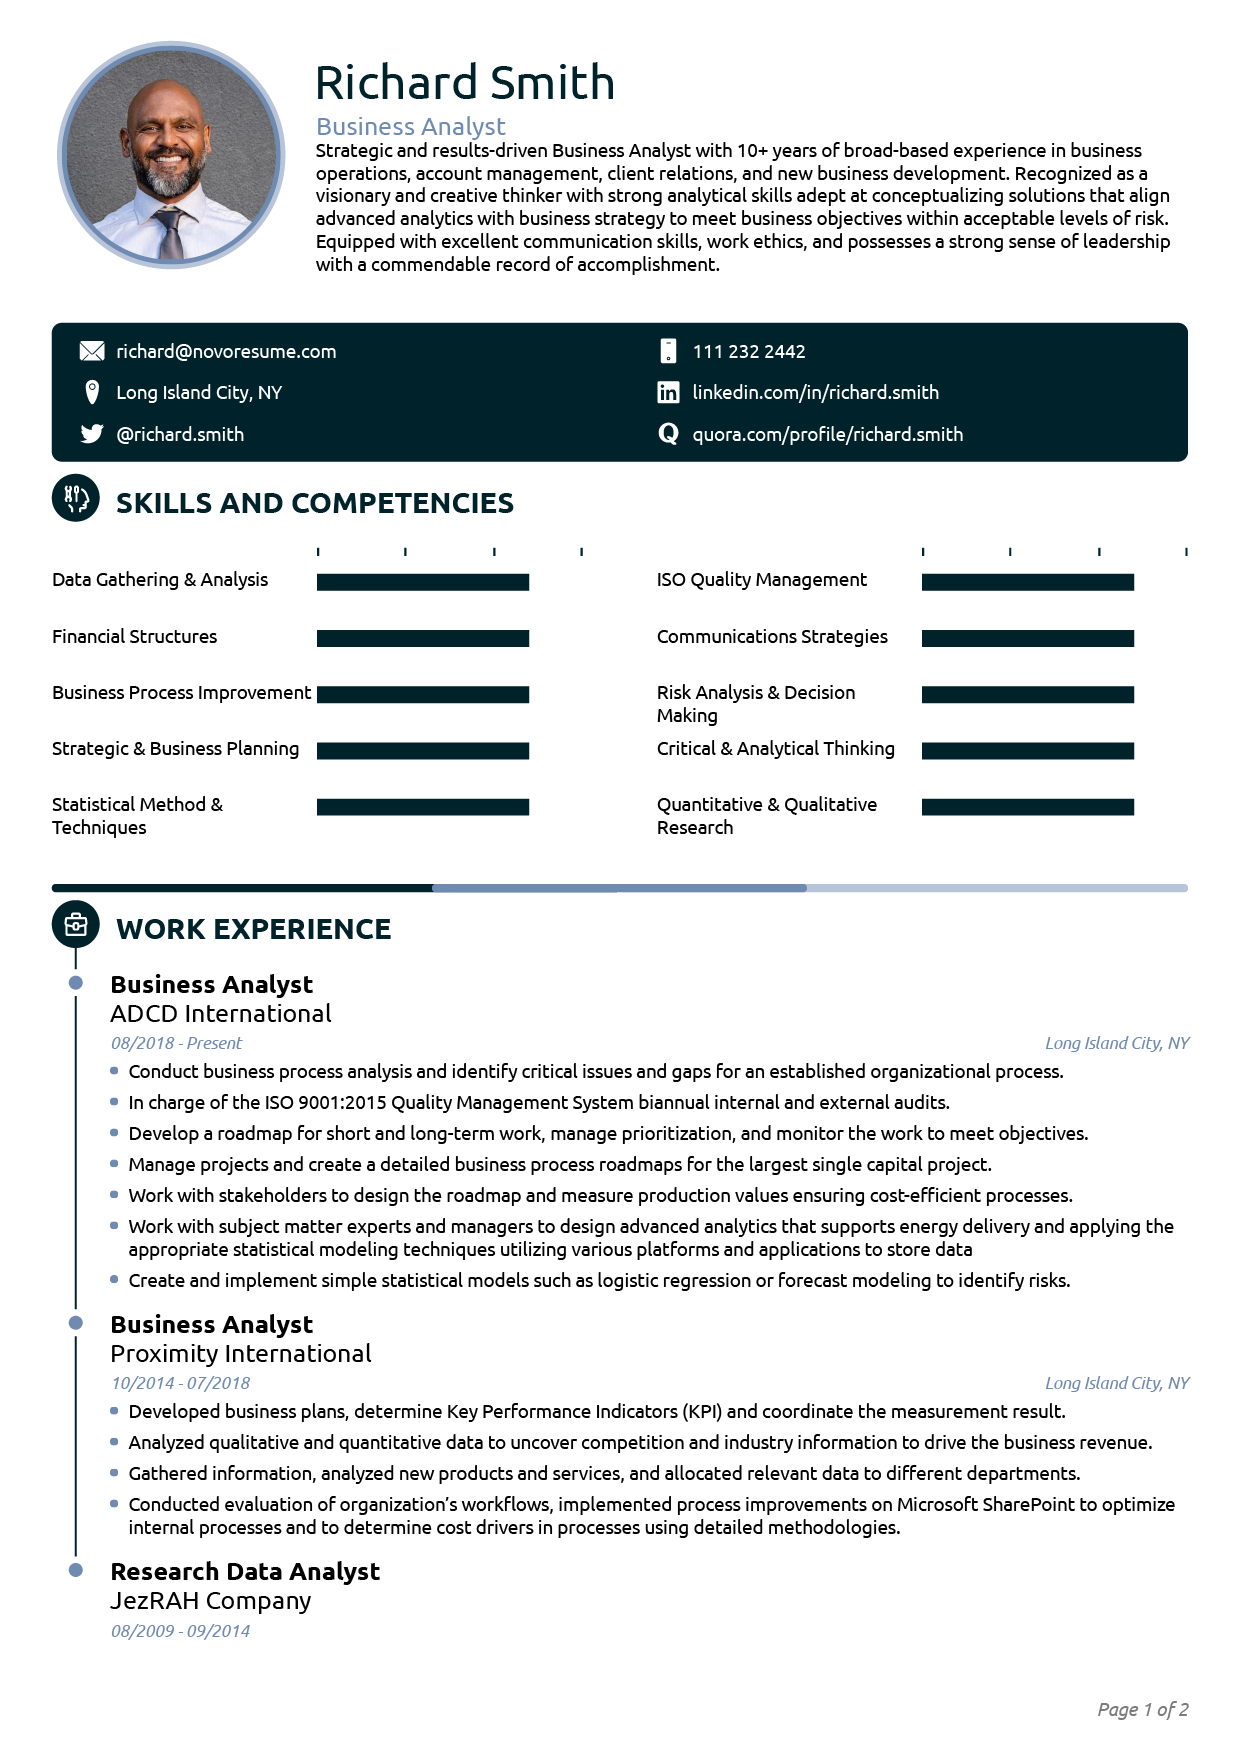 Richard Smith
Business Analyst
Strategic and results-driven Business Analyst with 10+ years of broad-based experience in business
operations, account management, client relations, and new business development. Recognized as a
visionary and creative thinker with strong analytical skills adept at conceptualizing solutions that align
advanced analytics with business strategy to meet business objectives within acceptable levels of risk.
Equipped with excellent communication skills, work ethics, and possesses a strong sense of leadership
with a commendable record of accomplishment.
richard@novoresume.com
111 232 2442
Long Island City, NY
linkedin.com/in/richard.smith
@richard.smith
quora.com/profile/richard.smith
SKILLS AND COMPETENCIES
Data Gathering & Analysis
ISO Quality Management
Financial Structures
Communications Strategies
Business Process Improvement
Risk Analysis & Decision
Making
Strategic & Business Planning
Critical & Analytical Thinking
Statistical Method &
Techniques
Quantitative & Qualitative
Research
WORK EXPERIENCE
Business Analyst
ADCD International
08/2018 - Present
Long Island City, NY
Conduct business process analysis and identify critical issues and gaps for an established organizational process.
In charge of the ISO 9001:2015 Quality Management System biannual internal and external audits.
Develop a roadmap for short and long-term work, manage prioritization, and monitor the work to meet objectives.
Manage projects and create a detailed business process roadmaps for the largest single capital project.
Work with stakeholders to design the roadmap and measure production values ensuring cost-efficient processes.
Work with subject matter experts and managers to design advanced analytics that supports energy delivery and applying the
appropriate statistical modeling techniques utilizing various platforms and applications to store data
Create and implement simple statistical models such as logistic regression or forecast modeling to identify risks.
Business Analyst
Proximity International
10/2014 - 07/2018
Long Island City, NY
Developed business plans, determine Key Performance Indicators (KPI) and coordinate the measurement result.
Analyzed qualitative and quantitative data to uncover competition and industry information to drive the business revenue.
Gathered information, analyzed new products and services, and allocated relevant data to different departments.
Conducted evaluation of organization’s workflows, implemented process improvements on Microsoft SharePoint to optimize
internal processes and to determine cost drivers in processes using detailed methodologies.
Research Data Analyst
JezRAH Company
08/2009 - 09/2014
Page 1 of 2